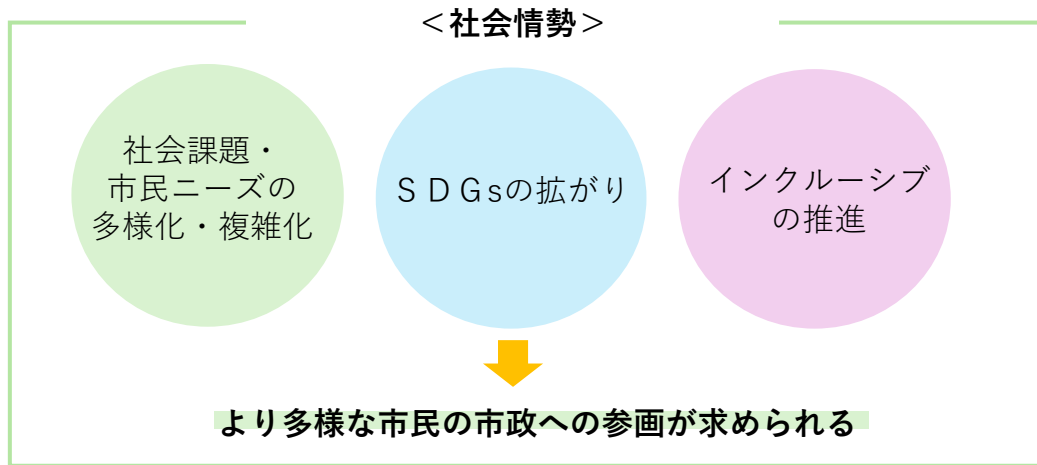 ＜社会情勢＞
社会課題・
市民ニーズの
多様化・複雑化
ＳＤＧsの拡がり
インクルーシブ
の推進
より多様な市民の市政への参画が求められる